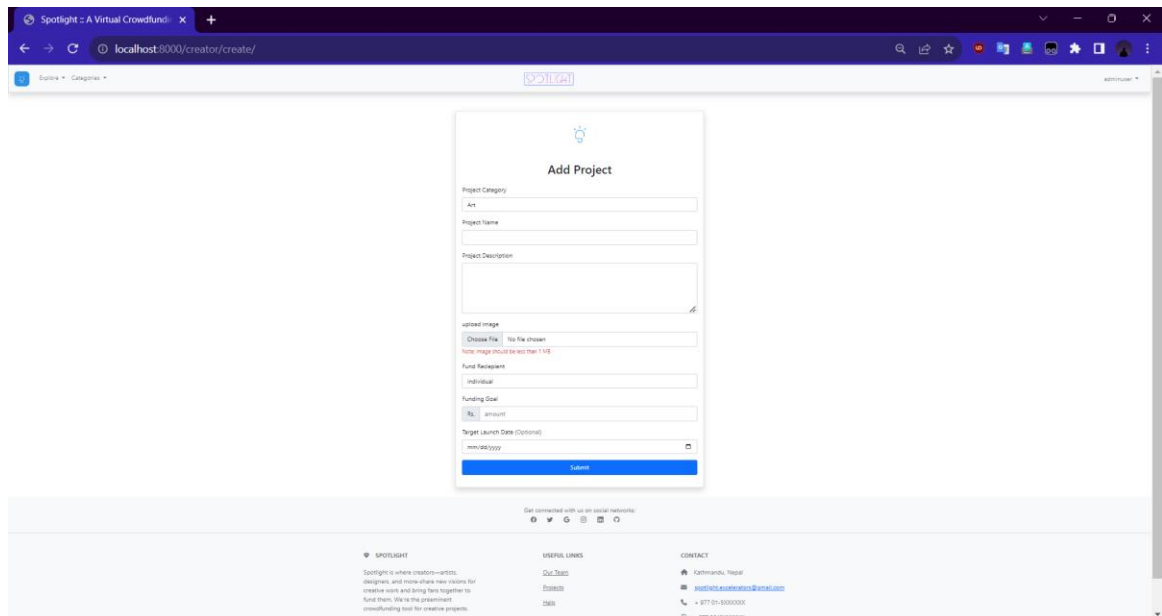 Spotlight :: A Virtual Crowdfundi
localhost:8000/creator/create/
Explore Categories SPOTLIGHT adminuser
Add Project
Project Category
Art
Project Name
Project Description
upload image
Choose File No file chosen
Note: image should be less than 1 MB
Fund Reciepient
individual
Funding Goal
Rs. amount
Target Launch Date (Optional)
mm/dd/yyyy
Submit
Get connected with us on social networks:
SPOTLIGHT
Spotlight is where creators—artists,
designers, and more-share new visions for
creative work and bring fans together to
fund them. We're the preaminent
crowdfunding tool for creative projects.
USEFUL LINKS
Our Team
Projects
Help
CONTACT
Kathmandu, Nepal
spotlight.excelerators@gmail.com
+ 977 01-5XXXXXX